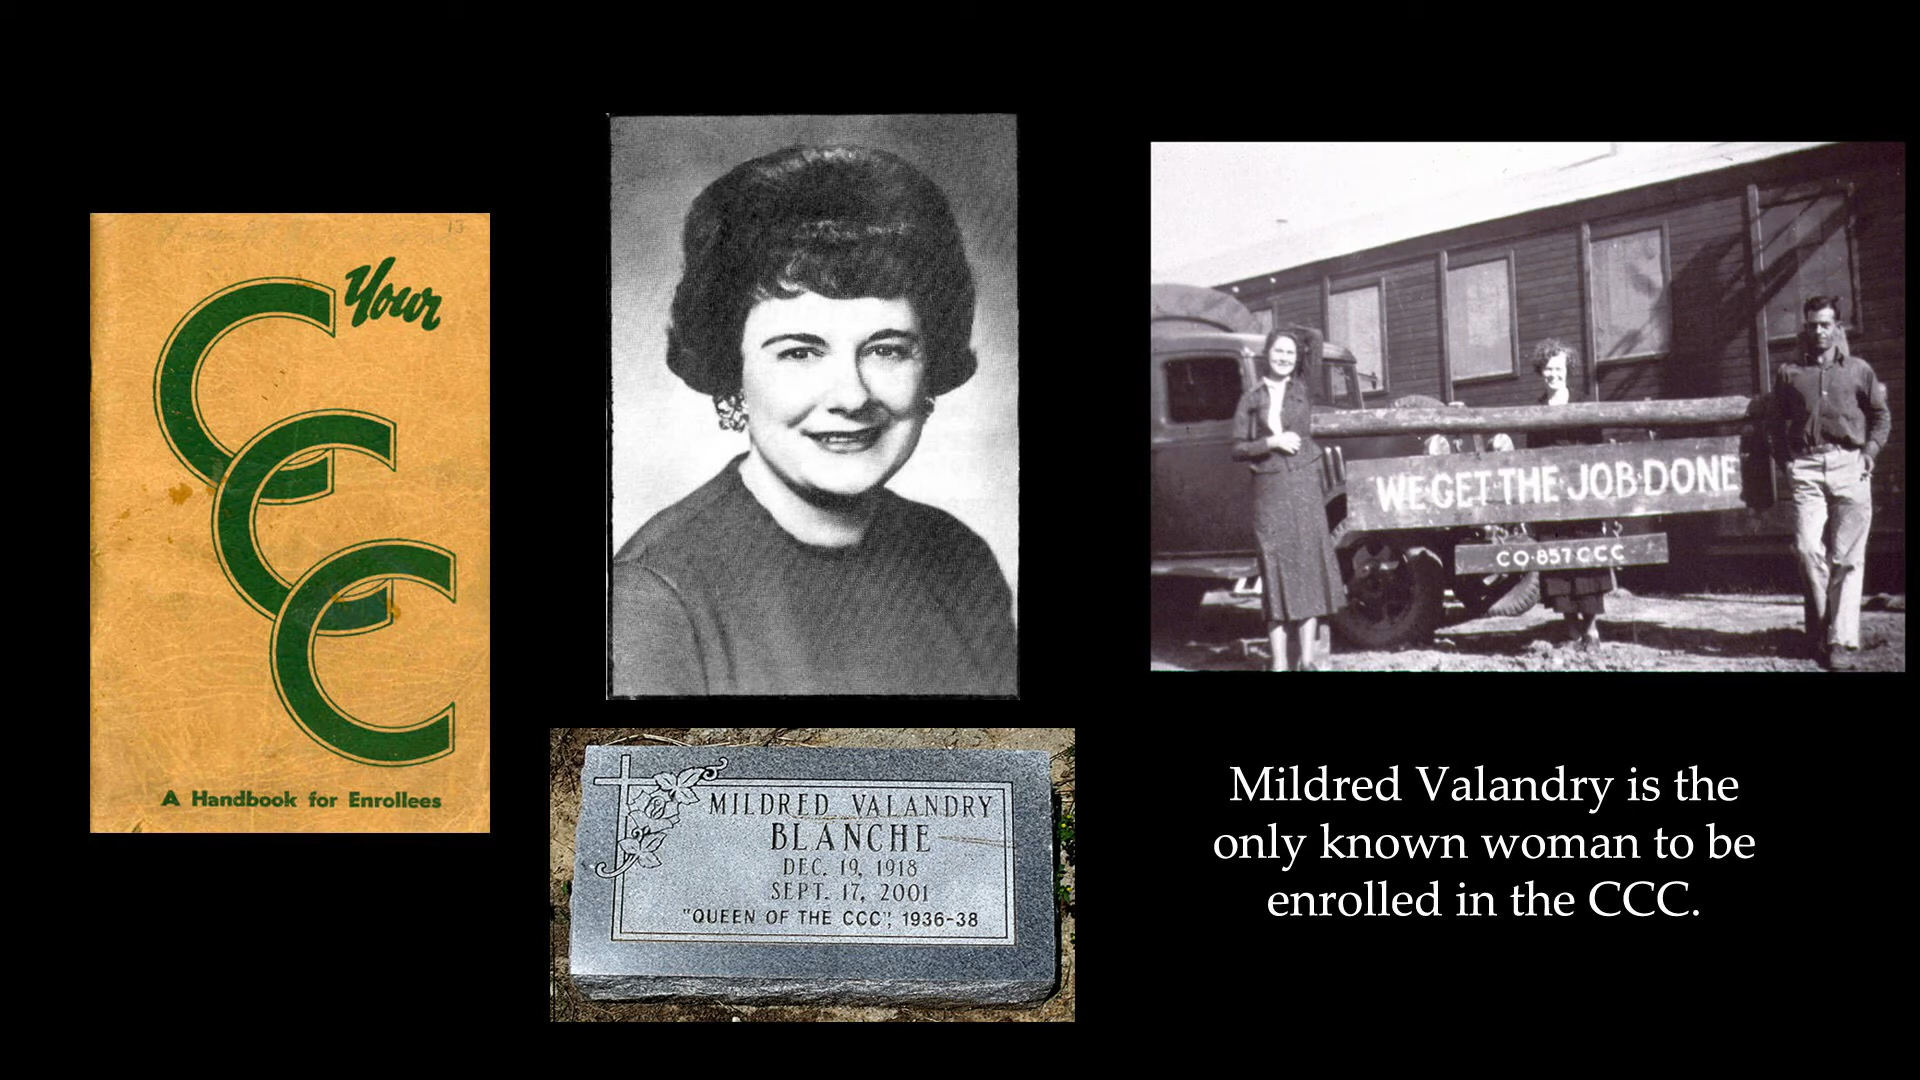 Your
CCC
A Handbook for Enrollees
MILDRED VALANDRY
BLANCHE
DEC. 19, 1918
SEPT. 17, 2001
"QUEEN OF THE CCC", 1936-38
WE·GET·THE·JOB·DONE
CO·857 CCC
Mildred Valandry is the
only known woman to be
enrolled in the CCC.